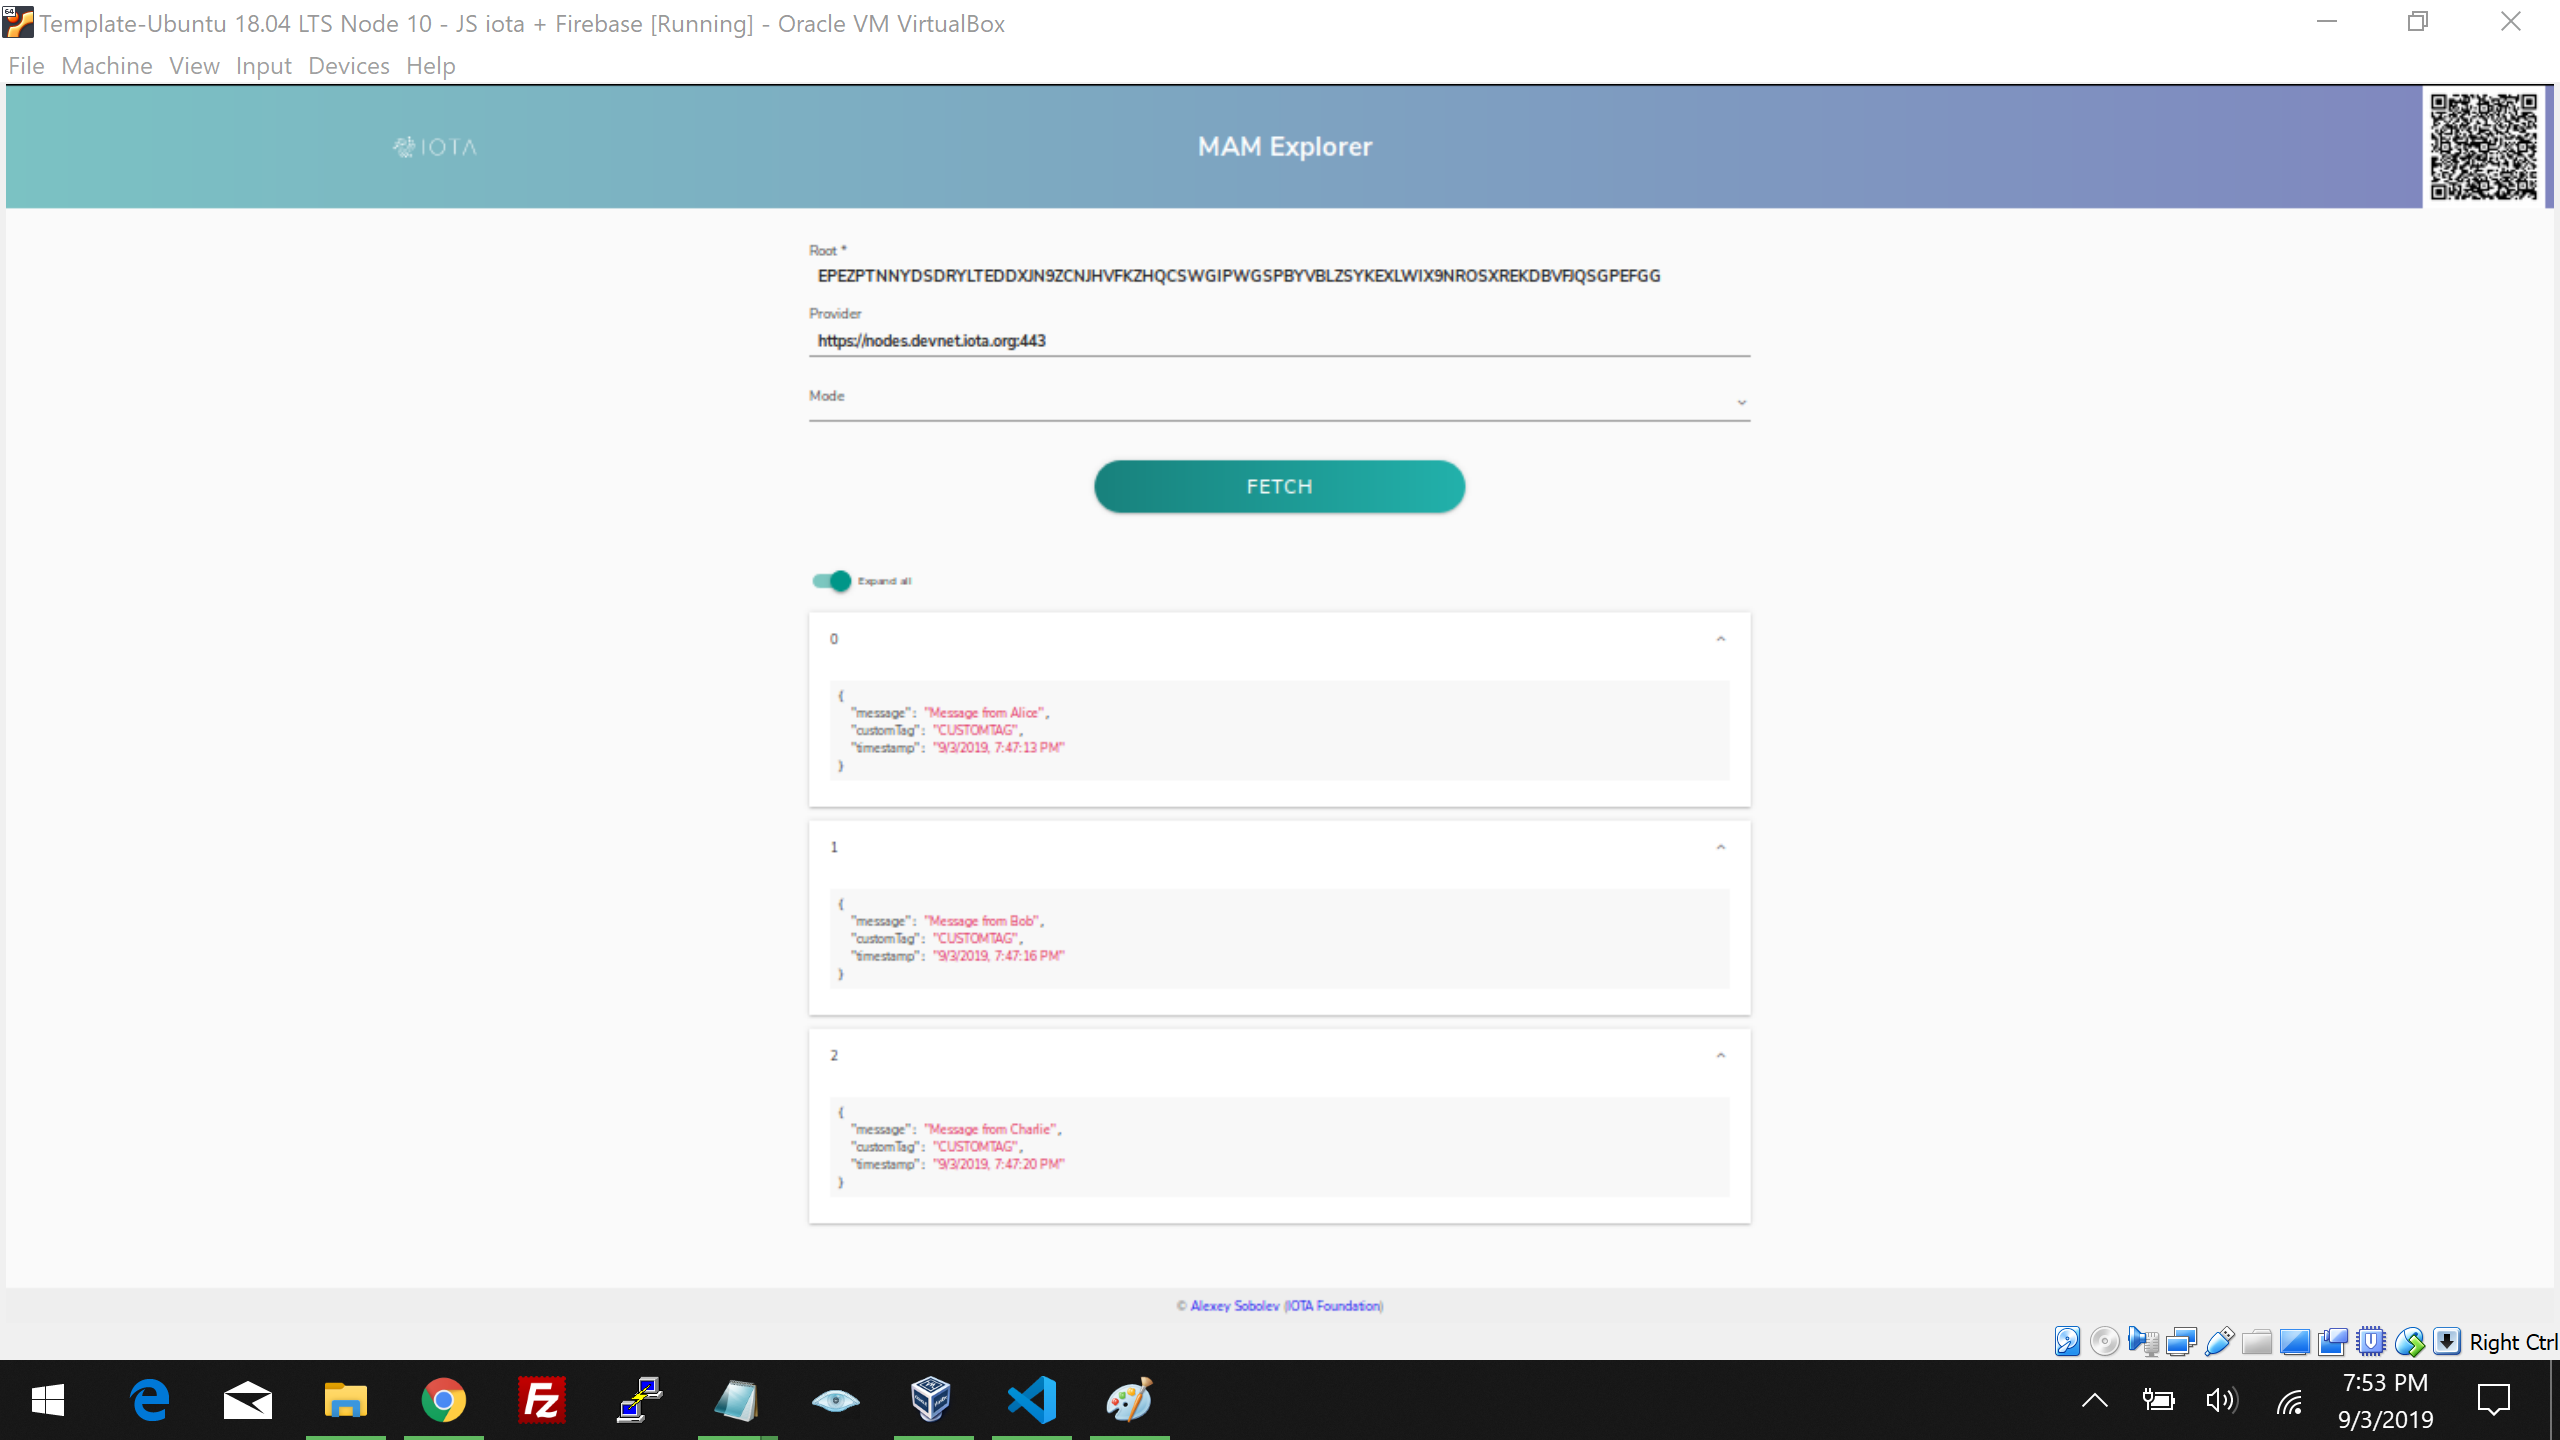 Template-Ubuntu 18.04 LTS Node 10 - JS iota + Firebase [Running] - Oracle VM VirtualBox
File Machine View Input Devices Help
IOTA
MAM Explorer
Root *
EPEZPTNNYDSDRYLTEDDXJN9ZCNJHVFKZHQCSWGIPWGSPBYVBLZSYKEXLWIX9NROSXREKDBVFJQSGPEFGG
Provider
https://nodes.devnet.iota.org:443
Mode
FETCH
Expand all
0
{
"message": "Message from Alice",
"customTag": "CUSTOMTAG",
"timestamp": "9/3/2019, 7:47:13 PM"
}
1
{
"message": "Message from Bob",
"customTag": "CUSTOMTAG",
"timestamp": "9/3/2019, 7:47:16 PM"
}
2
{
"message": "Message from Charlie",
"customTag": "CUSTOMTAG",
"timestamp": "9/3/2019, 7:47:20 PM"
}
© Alexey Sobolev (IOTA Foundation)
Right Ctrl
7:53 PM
9/3/2019